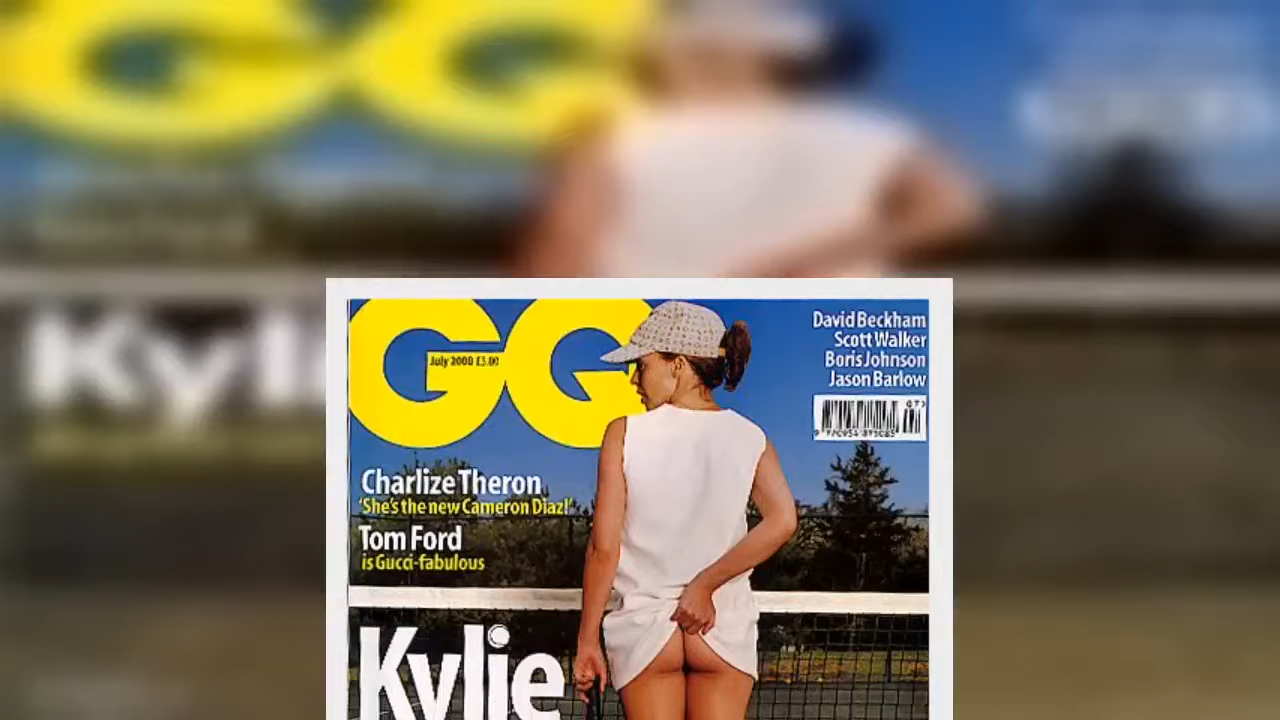 GQ
July 2000 £3.00
David Beckham
Scott Walker
Boris Johnson
Jason Barlow
07>
Charlize Theron
'She's the new Cameron Diaz!'
Tom Ford
is Gucci-fabulous
Kylie